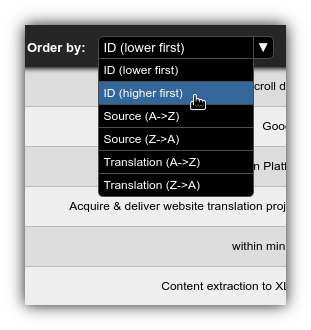 Order by: ID (lower first)
ID (lower first)
ID (higher first)
croll d
Source (A->Z)
Goo
Source (Z->A)
Translation (A->Z)
n Platf
Translation (Z->A)
Acquire & deliver website translation proj
within min
Content extraction to XL